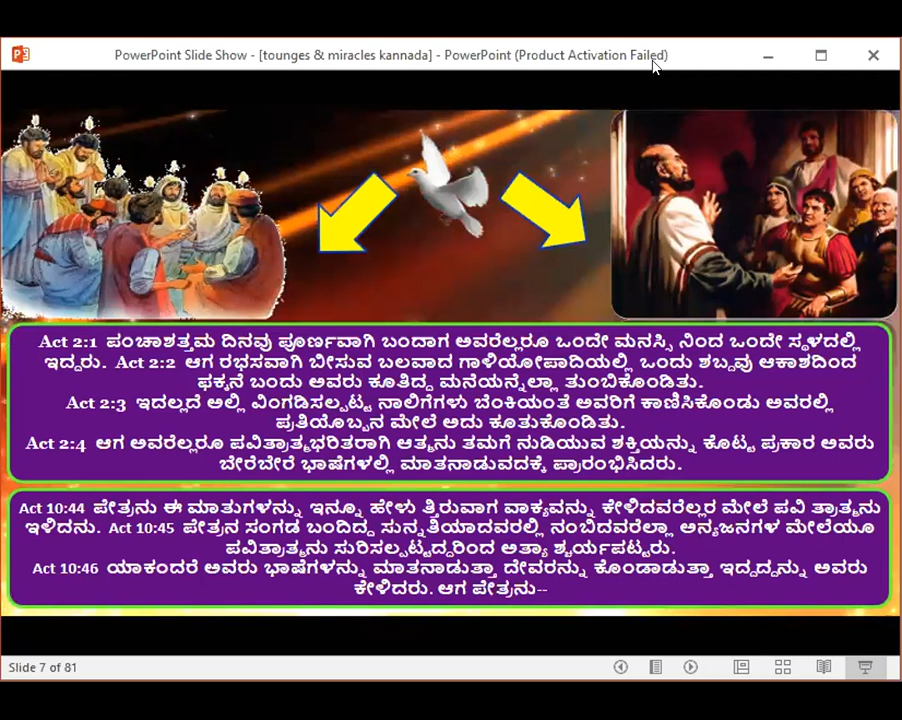 PowerPoint Slide Show - [tounges & miracles kannada] - PowerPoint (Product Activation Failed)
Act 2:1 ಪಂಚಾಶತ್ತಮ ದಿನವು ಪೂರ್ಣವಾಗಿ ಬಂದಾಗ ಅವರೆಲ್ಲರೂ ಒಂದೇ ಮನಸ್ಸಿ ನಿಂದ ಒಂದೇ ಸ್ಥಳದಲ್ಲಿ
ಇದ್ದರು. Act 2:2 ಆಗ ರಭಸವಾಗಿ ಬೀಸುವ ಬಲವಾದ ಗಾಳಿಯೋಪಾದಿಯಲ್ಲಿ ಒಂದು ಶಬ್ದವು ಆಕಾಶದಿಂದ
ಫಕ್ಕನೆ ಬಂದು ಅವರು ಕೂತಿದ್ದ ಮನೆಯನ್ನೆಲ್ಲಾ ತುಂಬಿಕೊಂಡಿತು.
Act 2:3 ಇದಲ್ಲದೆ ಅಲ್ಲಿ ವಿಂಗಡಿಸಲ್ಪಟ್ಟ ನಾಲಿಗೆಗಳು ಬೆಂಕಿಯಂತೆ ಅವರಿಗೆ ಕಾಣಿಸಿಕೊಂಡು ಅವರಲ್ಲಿ
ಪ್ರತಿಯೊಬ್ಬನ ಮೇಲೆ ಅದು ಕೂತುಕೊಂಡಿತು.
Act 2:4 ಆಗ ಅವರೆಲ್ಲರೂ ಪವಿತ್ರಾತ್ಮಭರಿತರಾಗಿ ಆತ್ಮನು ತಮಗೆ ನುಡಿಯುವ ಶಕ್ತಿಯನ್ನು ಕೊಟ್ಟ ಪ್ರಕಾರ ಅವರು
ಬೇರೆಬೇರೆ ಭಾಷೆಗಳಲ್ಲಿ ಮಾತನಾಡುವದಕ್ಕೆ ಪ್ರಾರಂಭಿಸಿದರು.
Act 10:44 ಪೇತ್ರನು ಈ ಮಾತುಗಳನ್ನು ಇನ್ನೂ ಹೇಳು ತ್ತಿರುವಾಗ ವಾಕ್ಯವನ್ನು ಕೇಳಿದವರೆಲ್ಲರ ಮೇಲೆ ಪವಿ ತ್ರಾತ್ಮನು
ಇಳಿದನು. Act 10:45 ಪೇತ್ರನ ಸಂಗಡ ಬಂದಿದ್ದ ಸುನ್ನತಿಯಾದವರಲ್ಲಿ ನಂಬಿದವರೆಲ್ಲಾ ಅನ್ಯಜನಗಳ ಮೇಲೆಯೂ
ಪವಿತ್ರಾತ್ಮನು ಸುರಿಸಲ್ಪಟ್ಟದ್ದರಿಂದ ಅತ್ಯಾ ಶ್ಚರ್ಯಪಟ್ಟರು.
Act 10:46 ಯಾಕಂದರೆ ಅವರು ಭಾಷೆಗಳನ್ನು ಮಾತನಾಡುತ್ತಾ ದೇವರನ್ನು ಕೊಂಡಾಡುತ್ತಾ ಇದ್ದದ್ದನ್ನು ಅವರು
ಕೇಳಿದರು. ಆಗ ಪೇತ್ರನು--
Slide 7 of 81